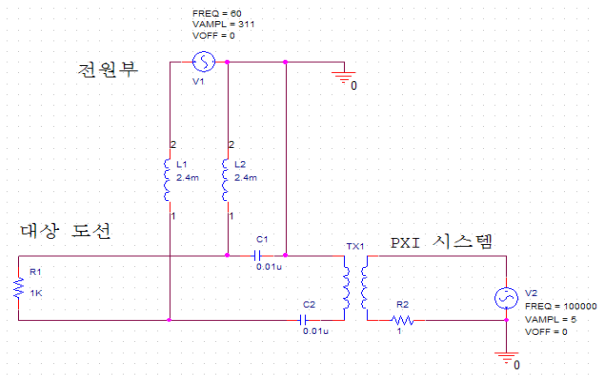 FREQ = 60
VAMPL = 311
VOFF = 0
전원부
V1
0
2
2
L1
L2
2.4m
2.4m
1
1
대상 도선
C1
0.01u
TX1
PXI 시스템
R1
1K
C2
0.01u
R2
1
V2
FREQ = 100000
VAMPL = 5
VOFF = 0
0